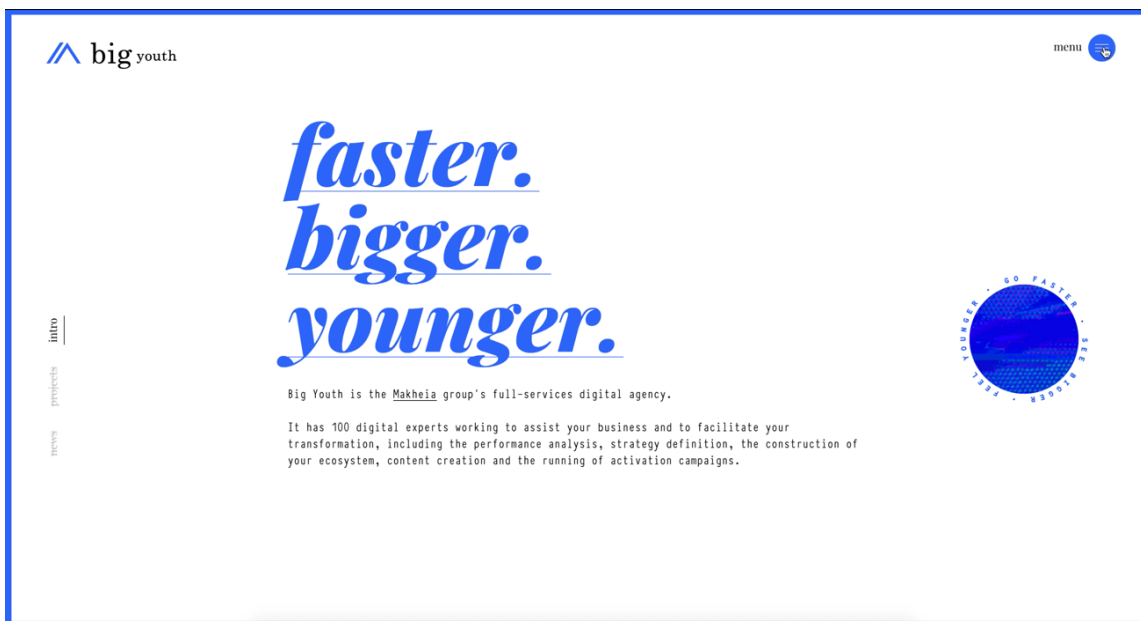 big youth
menu
faster.
bigger.
younger.
intro
projects
news
GO FASTER · SEE BIGGER · FEEL YOUNGER ·
Big Youth is the Makheia group's full-services digital agency.
It has 100 digital experts working to assist your business and to facilitate your
transformation, including the performance analysis, strategy definition, the construction of
your ecosystem, content creation and the running of activation campaigns.